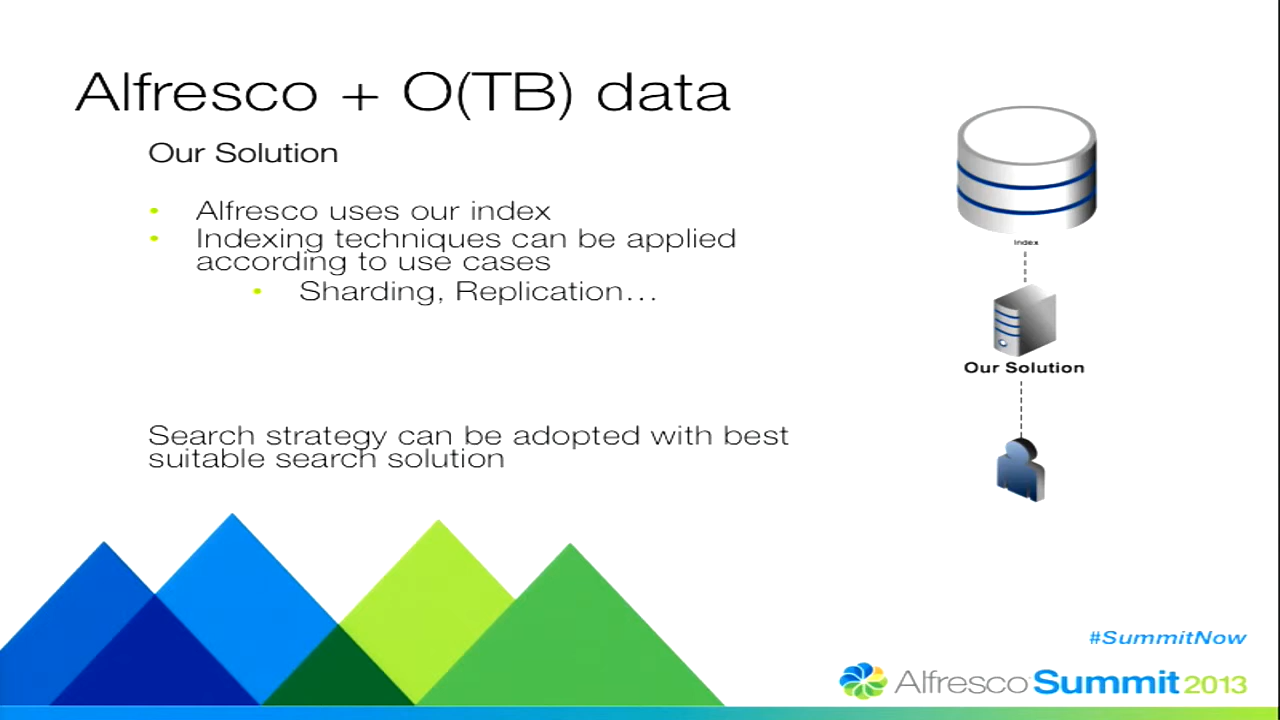 Alfresco + O(TB) data
Our Solution
• Alfresco uses our index
• Indexing techniques can be applied
according to use cases
• Sharding, Replication…
Search strategy can be adopted with best
suitable search solution
Index
Our Solution
#SummitNow
Alfresco Summit 2013